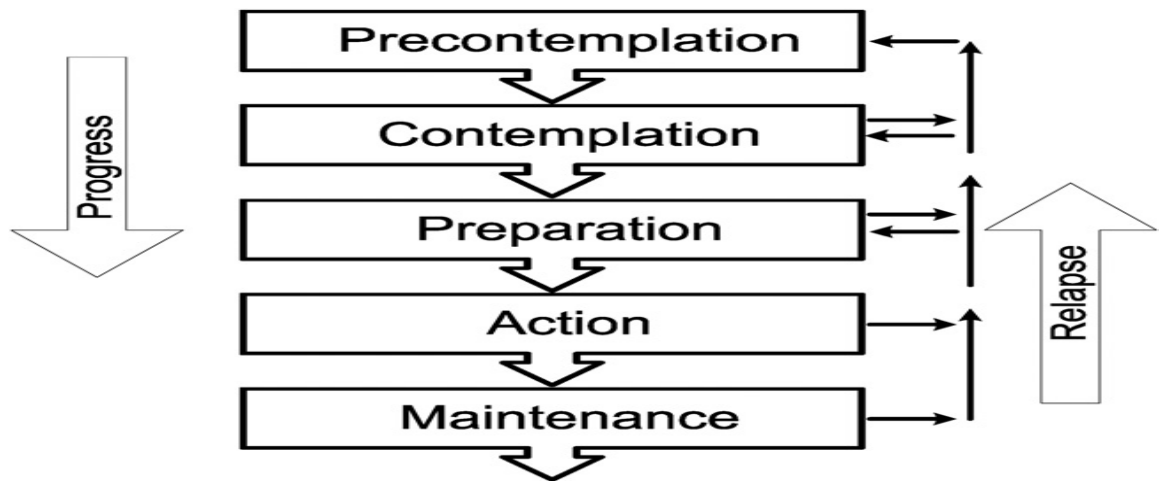 Precontemplation
Contemplation
Preparation
Action
Maintenance
Progress
Relapse